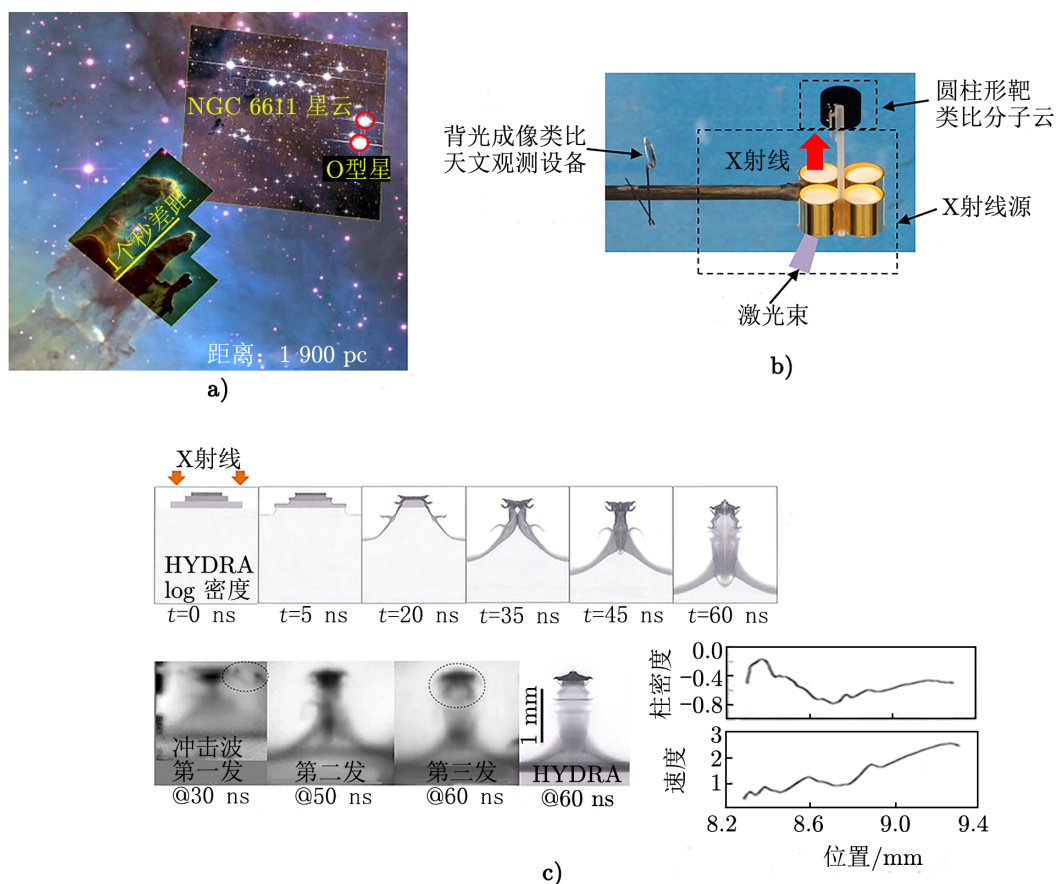 NGC 6611 星云
O型星
1个秒差距
距离：1 900 pc
a)
背光成像类比
天文观测设备
X射线
圆柱形靶
类比分子云
X射线源
激光束
b)
X射线
HYDRA
log 密度
t=0 ns
t=5 ns
t=20 ns
t=35 ns
t=45 ns
t=60 ns
冲击波
第一发
@30 ns
第二发
@50 ns
第三发
@60 ns
1 mm
HYDRA
@60 ns
柱密度
0.0
−0.4
−0.8
速度
3
2
1
8.2
8.6
9.0
9.4
位置/mm
c)